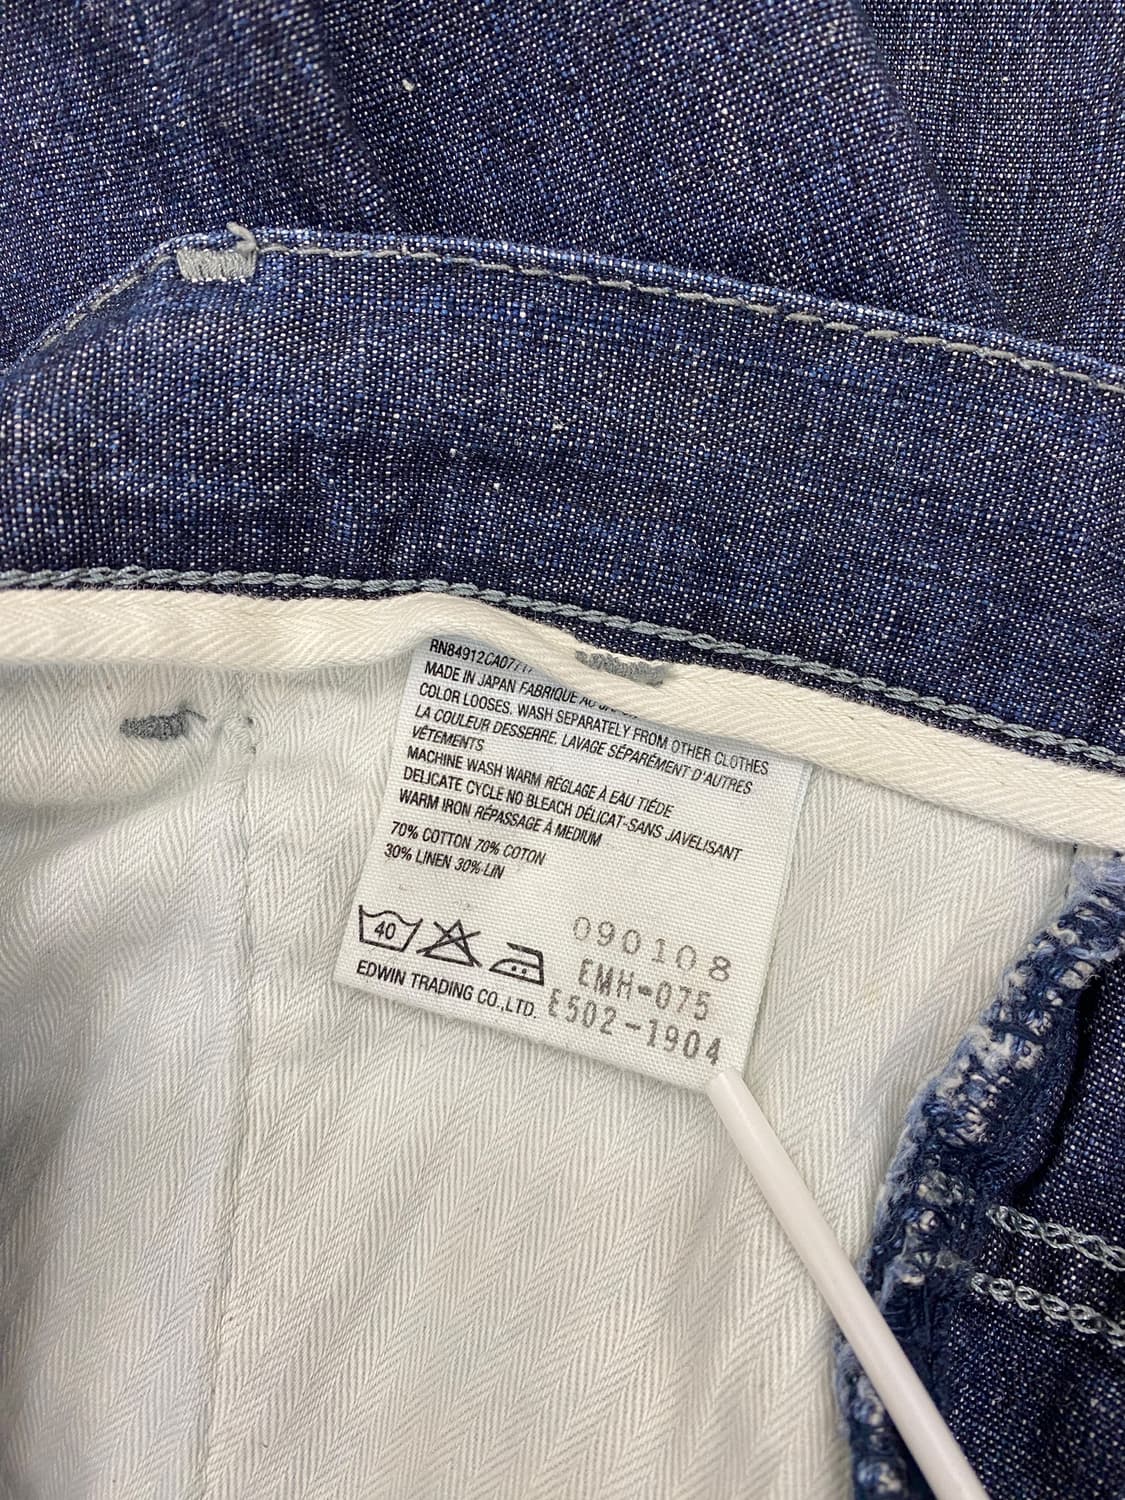 RN84912CA0771
MADE IN JAPAN FABRIQUE AU
COLOR LOOSES. WASH SEPARATELY FROM OTHER CLOTHES
LA COULEUR DESSERRE. LAVAGE SÉPARÉMENT D'AUTRES
VÊTEMENTS
MACHINE WASH WARM RÉGLAGE À EAU TIÈDE
DELICATE CYCLE NO BLEACH DÉLICAT-SANS JAVELISANT
WARM IRON RÉPASSAGE À MEDIUM
70% COTTON 70% COTON
30% LINEN 30%-LIN
40
EDWIN TRADING CO.,LTD.
090108
EMH-075
E502-1904